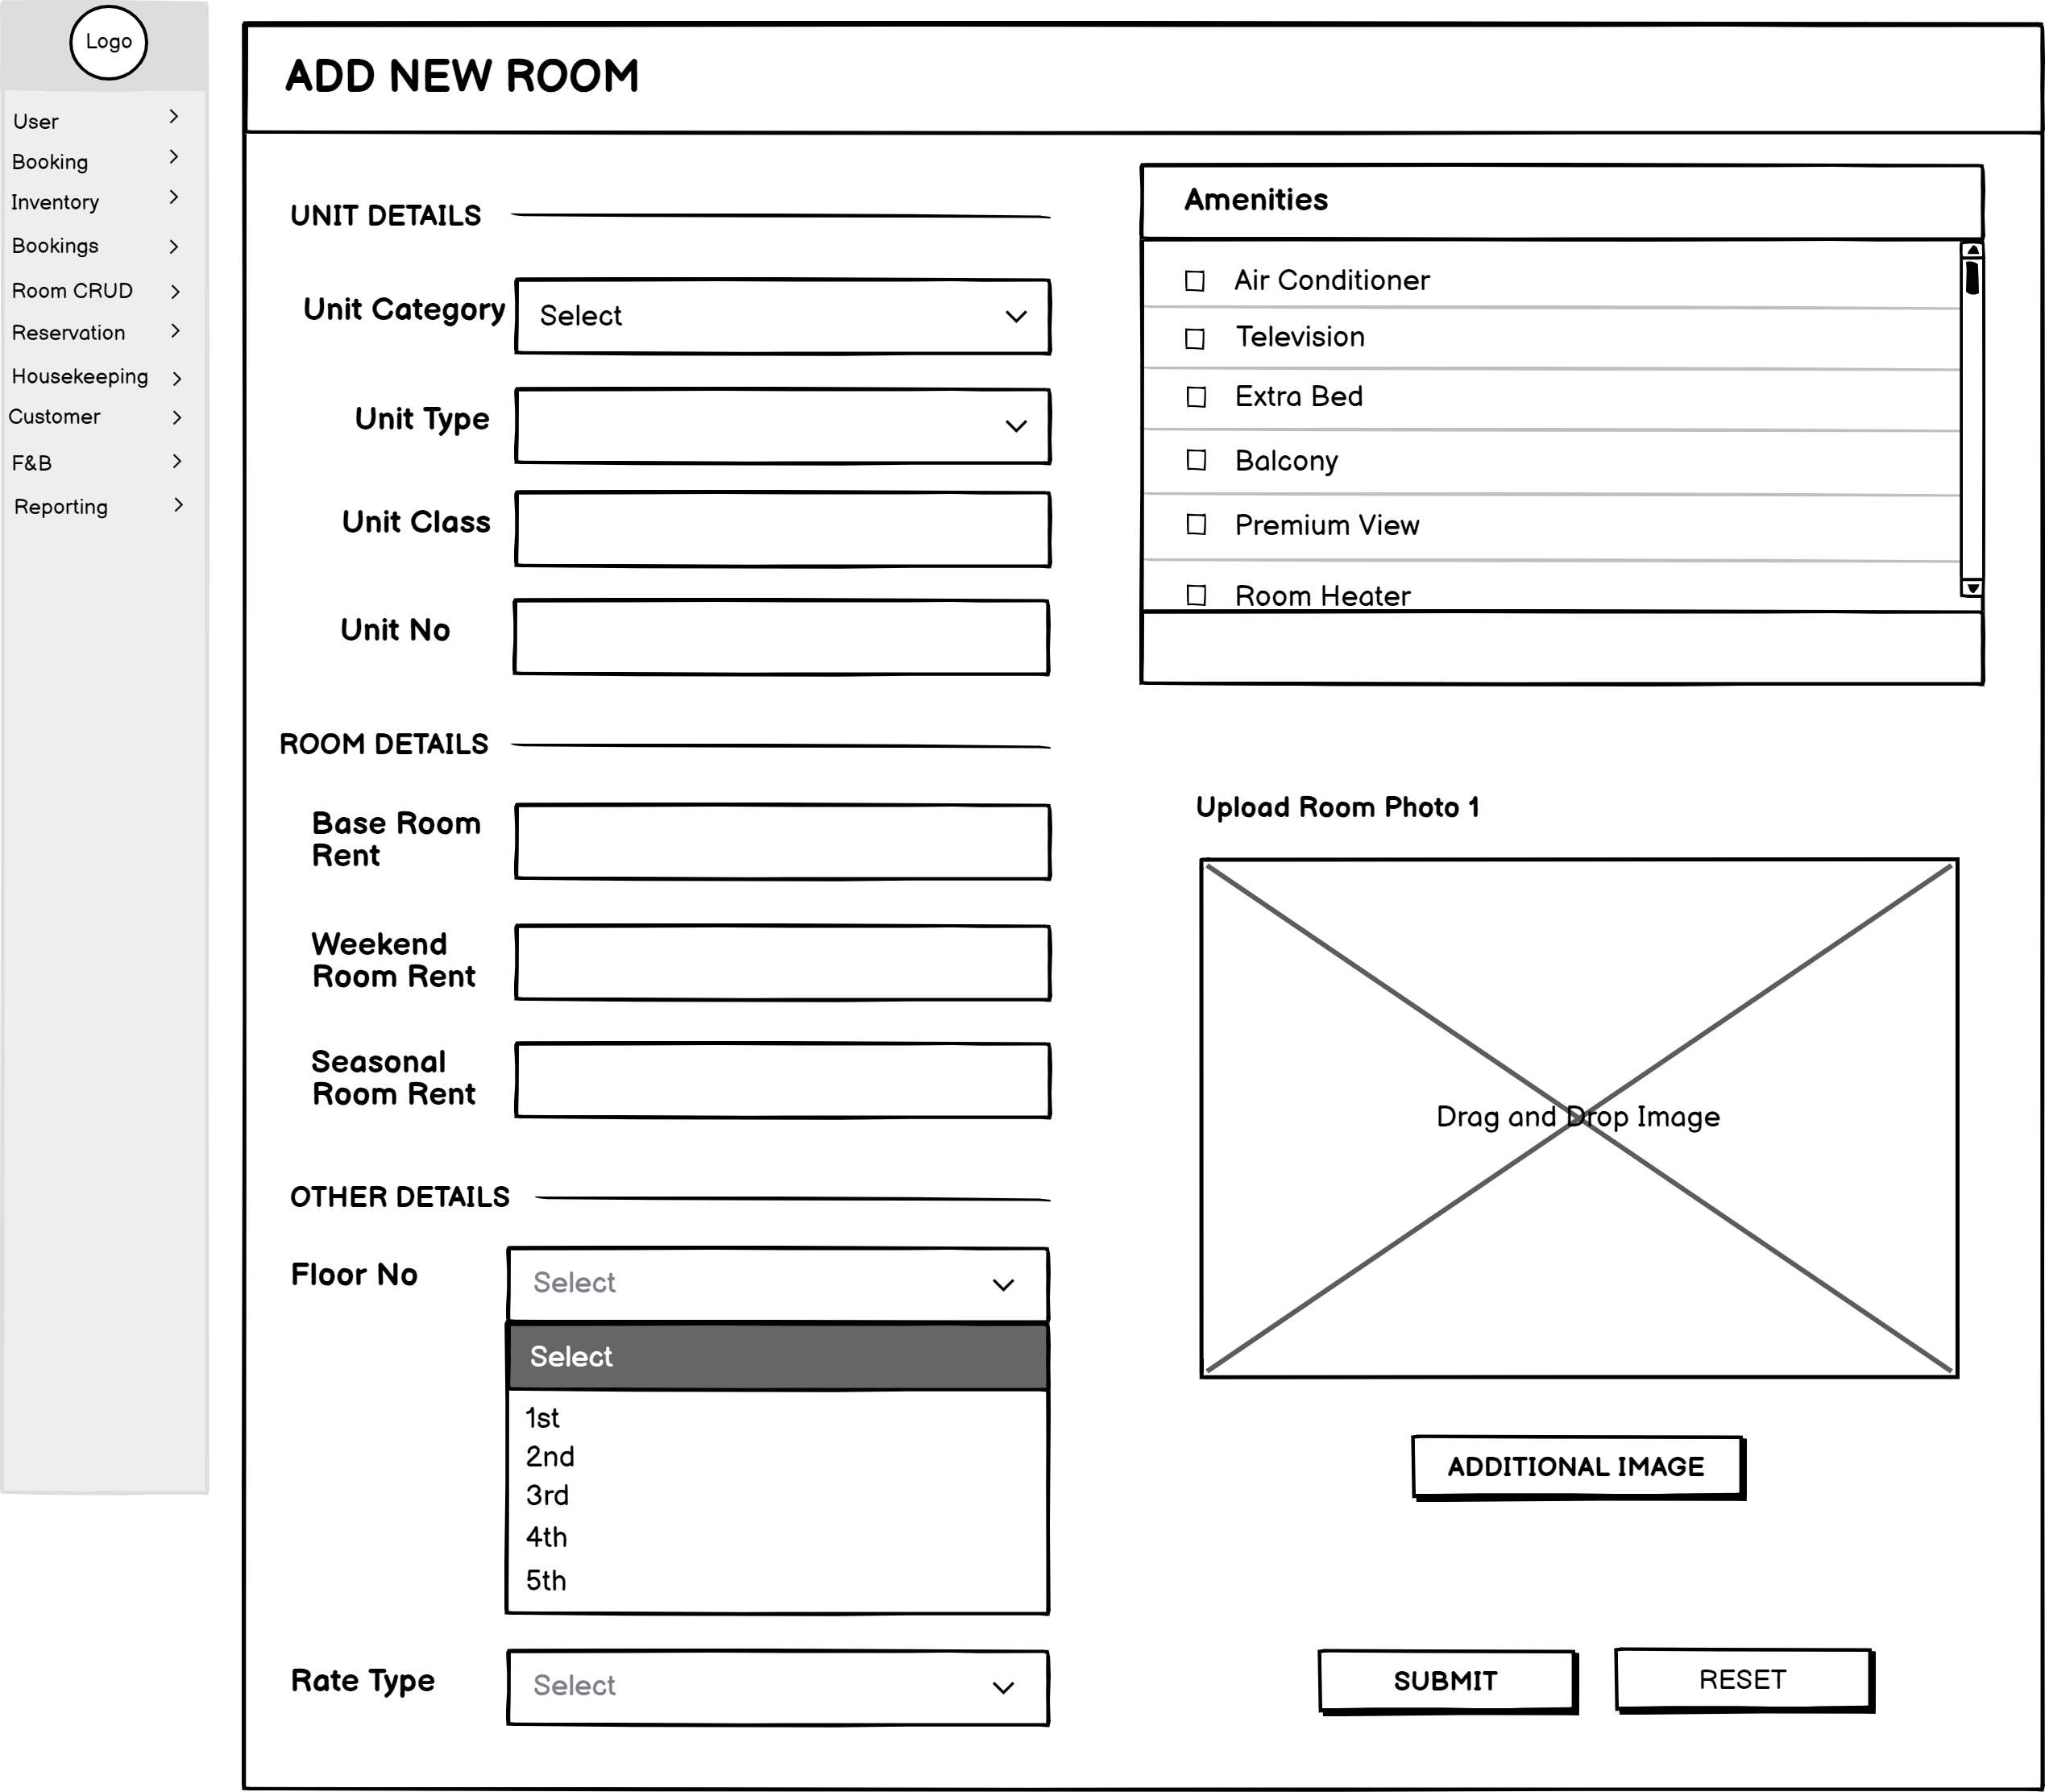 Logo
User
Booking
Inventory
Bookings
Room CRUD
Reservation
Housekeeping
Customer
F&B
Reporting
ADD NEW ROOM
UNIT DETAILS
Unit Category
Select
Unit Type
Unit Class
Unit No
ROOM DETAILS
Base Room
Rent
Weekend
Room Rent
Seasonal
Room Rent
OTHER DETAILS
Floor No
Select
Select
1st
2nd
3rd
4th
5th
Rate Type
Select
Amenities
Air Conditioner
Television
Extra Bed
Balcony
Premium View
Room Heater
Upload Room Photo 1
Drag and Drop Image
ADDITIONAL IMAGE
SUBMIT
RESET